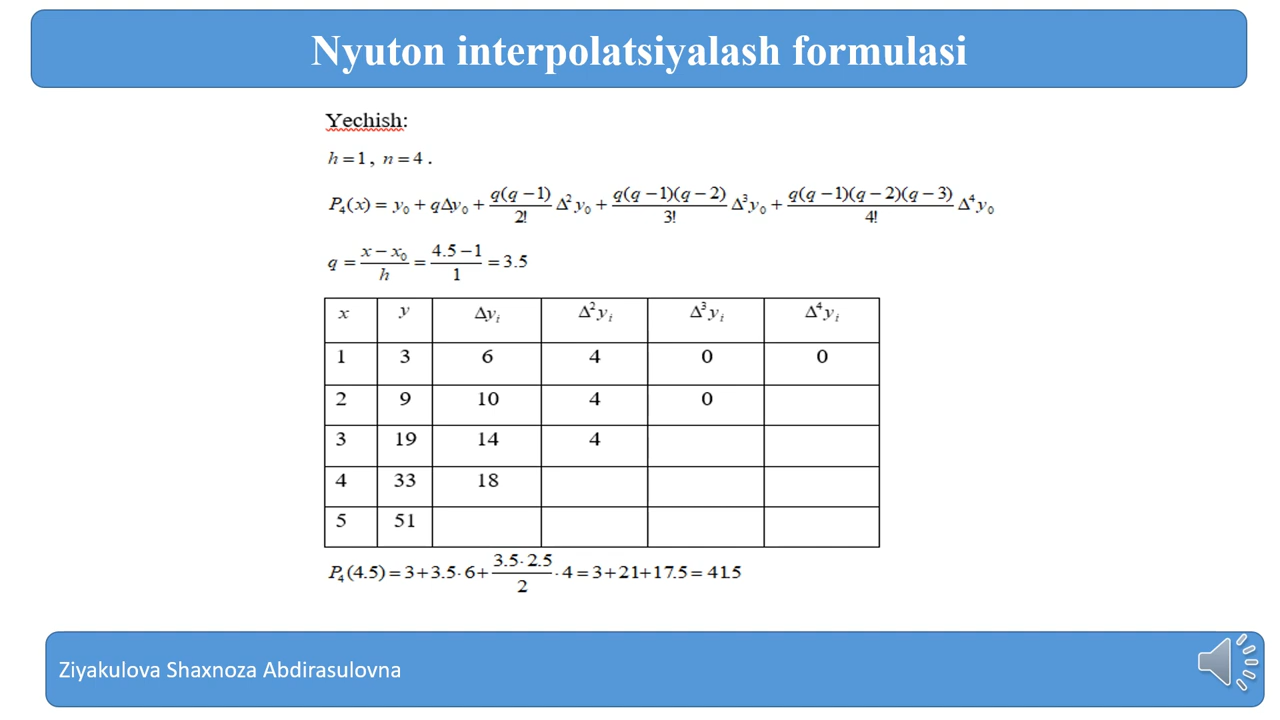 Nyuton interpolatsiyalash formulasi
Yechish:
h = 1, n = 4.
P₄(x) = y₀ + qΔy₀ + q(q −1)/2! Δ²y₀ + q(q −1)(q − 2)/3! Δ³y₀ + q(q −1)(q − 2)(q − 3)/4! Δ⁴y₀
q = x − x₀/h = 4.5 −1/1 = 3.5
x y Δyᵢ Δ²yᵢ Δ³yᵢ Δ⁴yᵢ
1 3 6 4 0 0
2 9 10 4 0
3 19 14 4
4 33 18
5 51
P₄(4.5) = 3+3.5·6+ 3.5·2.5/2 ·4 = 3+21+17.5 = 41.5
Ziyakulova Shaxnoza Abdirasulovna